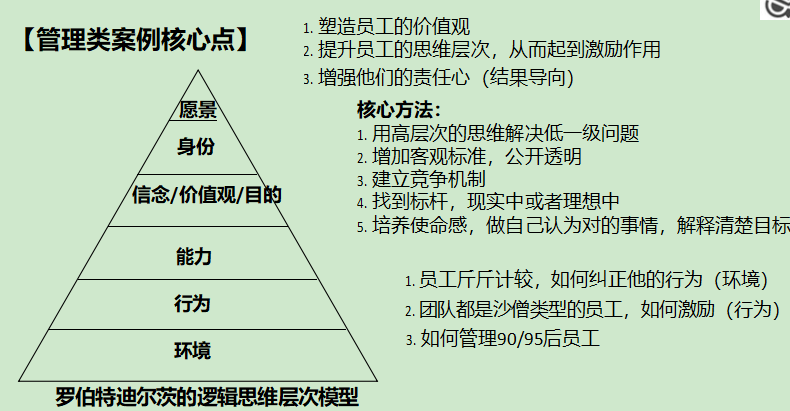 【管理类案例核心点】
1. 塑造员工的价值观
2. 提升员工的思维层次，从而起到激励作用
3. 增强他们的责任心（结果导向）
愿景
身份
信念/价值观/目的
能力
行为
环境
罗伯特迪尔茨的逻辑思维层次模型
核心方法：
1. 用高层次的思维解决低一级问题
2. 增加客观标准，公开透明
3. 建立竞争机制
4. 找到标杆，现实中或者理想中
5. 培养使命感，做自己认为对的事情，解释清楚目标
1. 员工斤斤计较，如何纠正他的行为（环境）
2. 团队都是沙僧类型的员工，如何激励（行为）
3. 如何管理90/95后员工